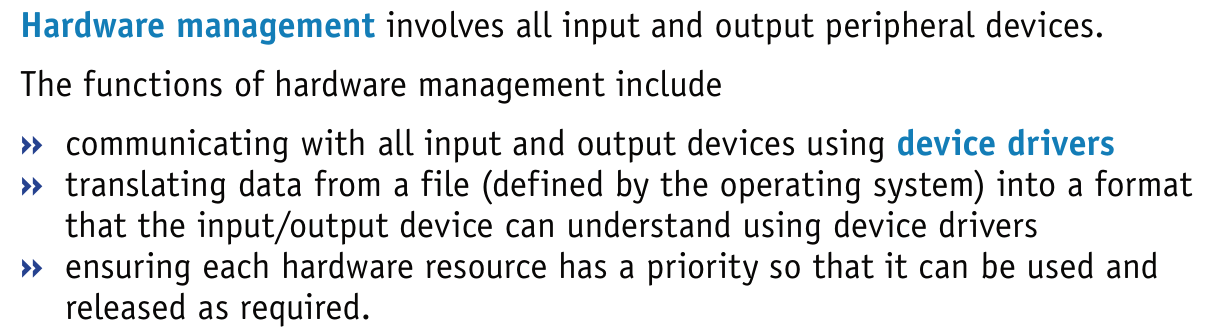 Hardware management involves all input and output peripheral devices.
The functions of hardware management include
» communicating with all input and output devices using device drivers
» translating data from a file (defined by the operating system) into a format
that the input/output device can understand using device drivers
» ensuring each hardware resource has a priority so that it can be used and
released as required.